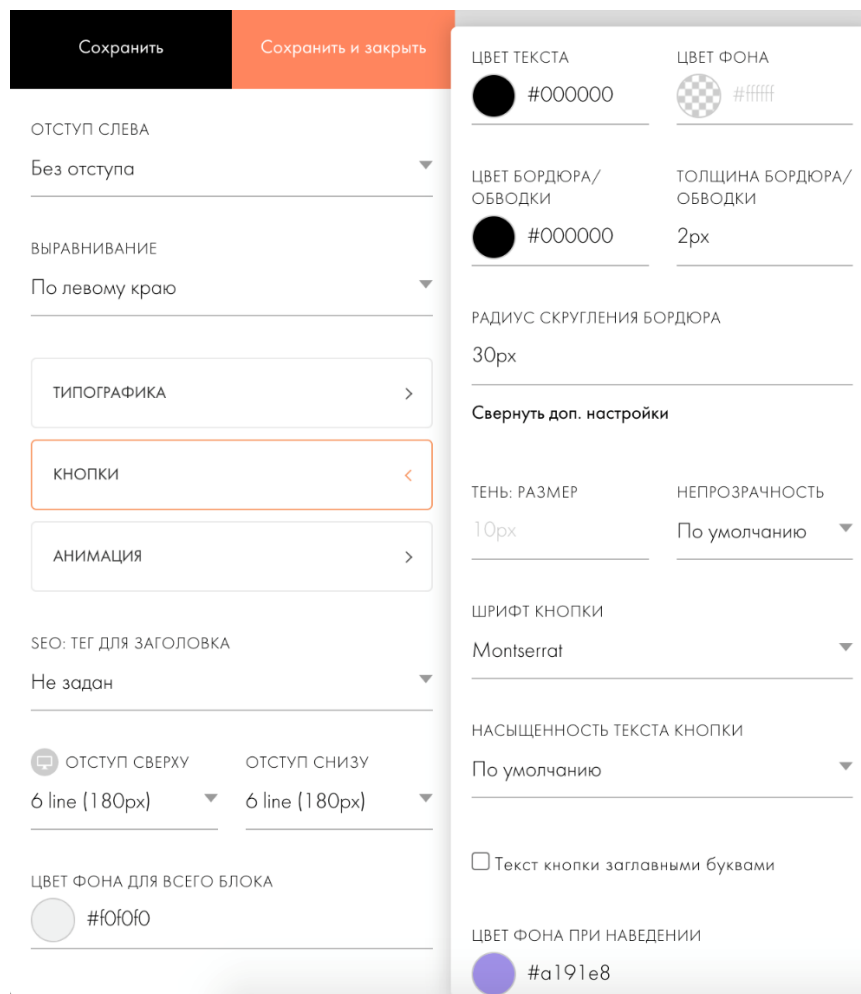 Сохранить
Сохранить и закрыть
ОТСТУП СЛЕВА
Без отступа
ВЫРАВНИВАНИЕ
По левому краю
ТИПОГРАФИКА
КНОПКИ
АНИМАЦИЯ
SEO: ТЕГ ДЛЯ ЗАГОЛОВКА
Не задан
ОТСТУП СВЕРХУ
6 line (180px)
ОТСТУП СНИЗУ
6 line (180px)
ЦВЕТ ФОНА ДЛЯ ВСЕГО БЛОКА
#f0f0f0
ЦВЕТ ТЕКСТА
#000000
ЦВЕТ ФОНА
#ffffff
ЦВЕТ БОРДЮРА/
ОБВОДКИ
#000000
ТОЛЩИНА БОРДЮРА/
ОБВОДКИ
2px
РАДИУС СКРУГЛЕНИЯ БОРДЮРА
30px
Свернуть доп. настройки
ТЕНЬ: РАЗМЕР
10px
НЕПРОЗРАЧНОСТЬ
По умолчанию
ШРИФТ КНОПКИ
Montserrat
НАСЫЩЕННОСТЬ ТЕКСТА КНОПКИ
По умолчанию
Текст кнопки заглавными буквами
ЦВЕТ ФОНА ПРИ НАВЕДЕНИИ
#a191e8